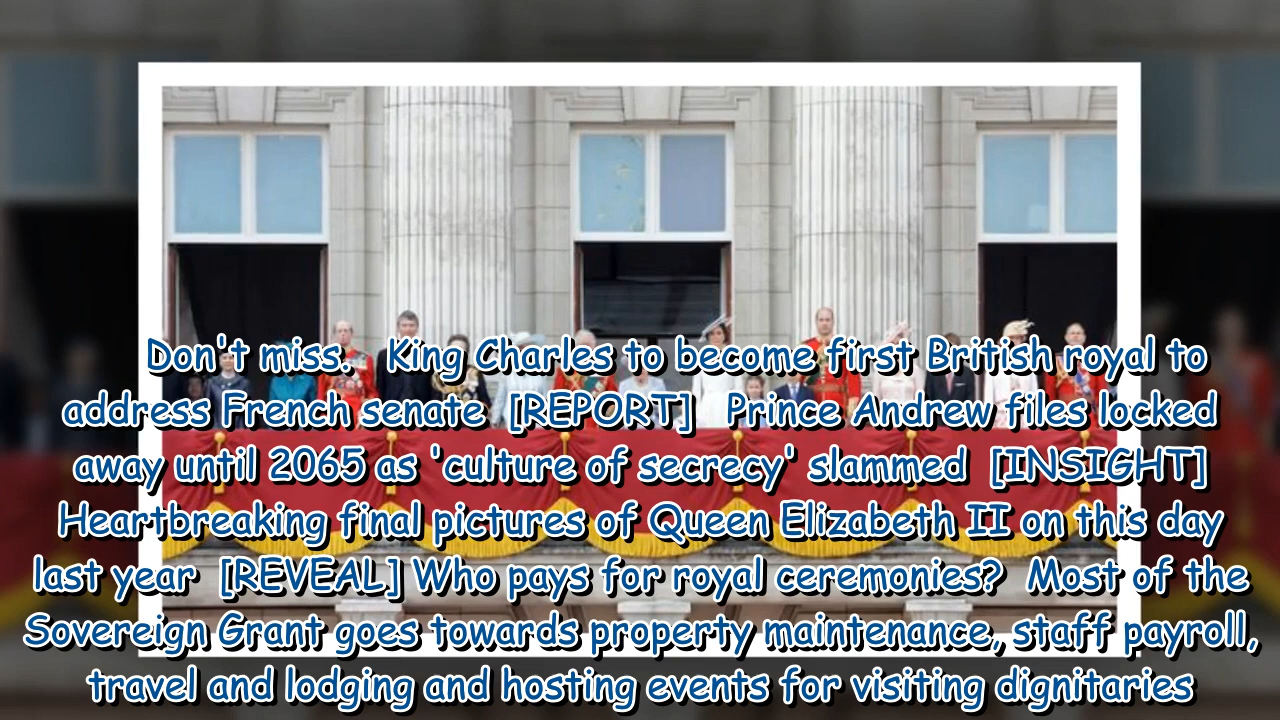 Don't miss. King Charles to become first British royal to
address French senate [REPORT] Prince Andrew files locked
away until 2065 as 'culture of secrecy' slammed [INSIGHT]
Heartbreaking final pictures of Queen Elizabeth II on this day
last year [REVEAL] Who pays for royal ceremonies? Most of the
Sovereign Grant goes towards property maintenance, staff payroll,
travel and lodging and hosting events for visiting dignitaries